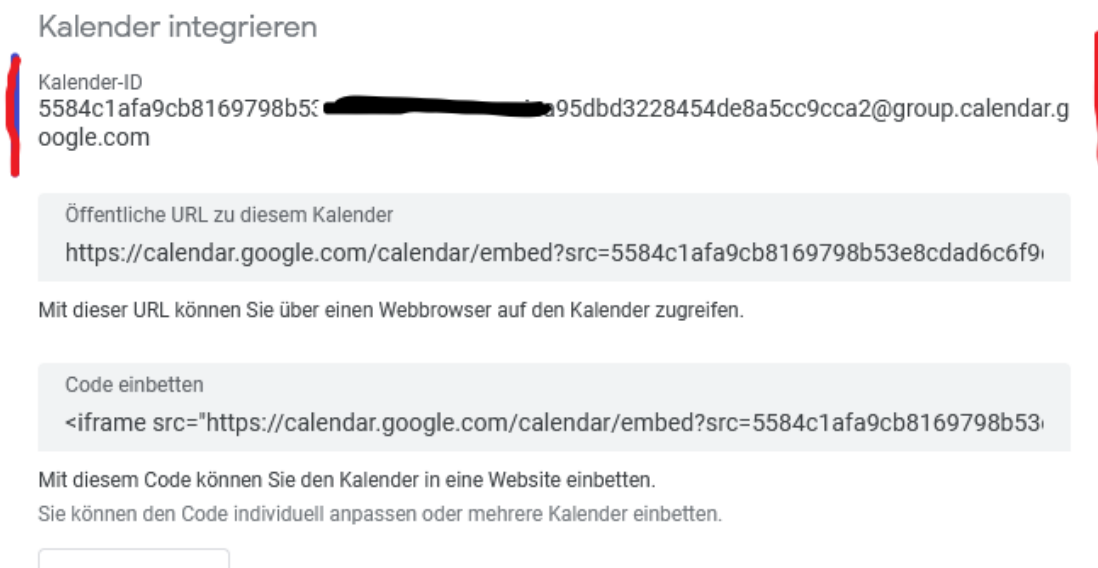 Kalender integrieren
Kalender-ID
5584c1afa9cb8169798b53 a95dbd3228454de8a5cc9cca2@group.calendar.g
oogle.com
Öffentliche URL zu diesem Kalender
https://calendar.google.com/calendar/embed?src=5584c1afa9cb8169798b53e8cdad6c6f9
Mit dieser URL können Sie über einen Webbrowser auf den Kalender zugreifen.
Code einbetten
<iframe src="https://calendar.google.com/calendar/embed?src=5584c1afa9cb8169798b53
Mit diesem Code können Sie den Kalender in eine Website einbetten.
Sie können den Code individuell anpassen oder mehrere Kalender einbetten.